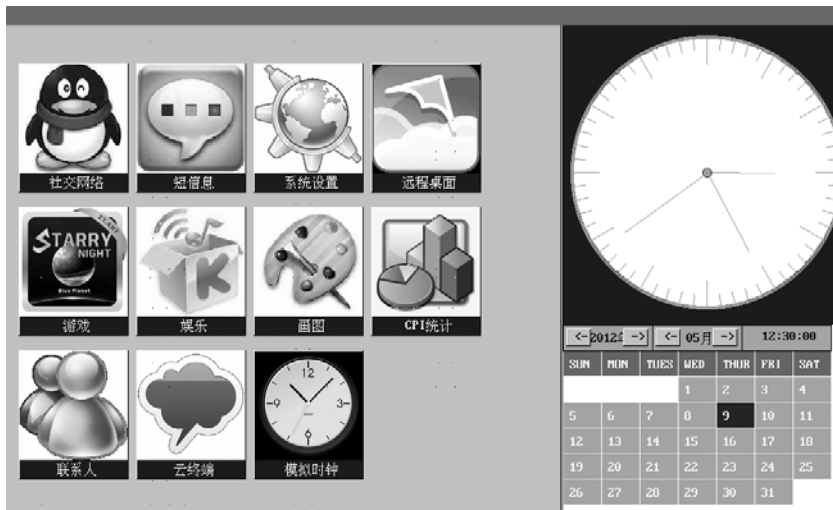 社交网络 短信息 系统设置 远程桌面
STARRY
NIGHT
Blue Planet
游戏 娱乐 画图 CPI统计
K
联系人 云终端 模拟时钟
12
9 3
6
<- 2012 -> <- 05月 -> 12:30:00
SUN MON TUES WED THUR FRI SAT
1 2 3 4
5 6 7 8 9 10 11
12 13 14 15 16 17 18
19 20 21 22 23 24 25
26 27 28 29 30 31